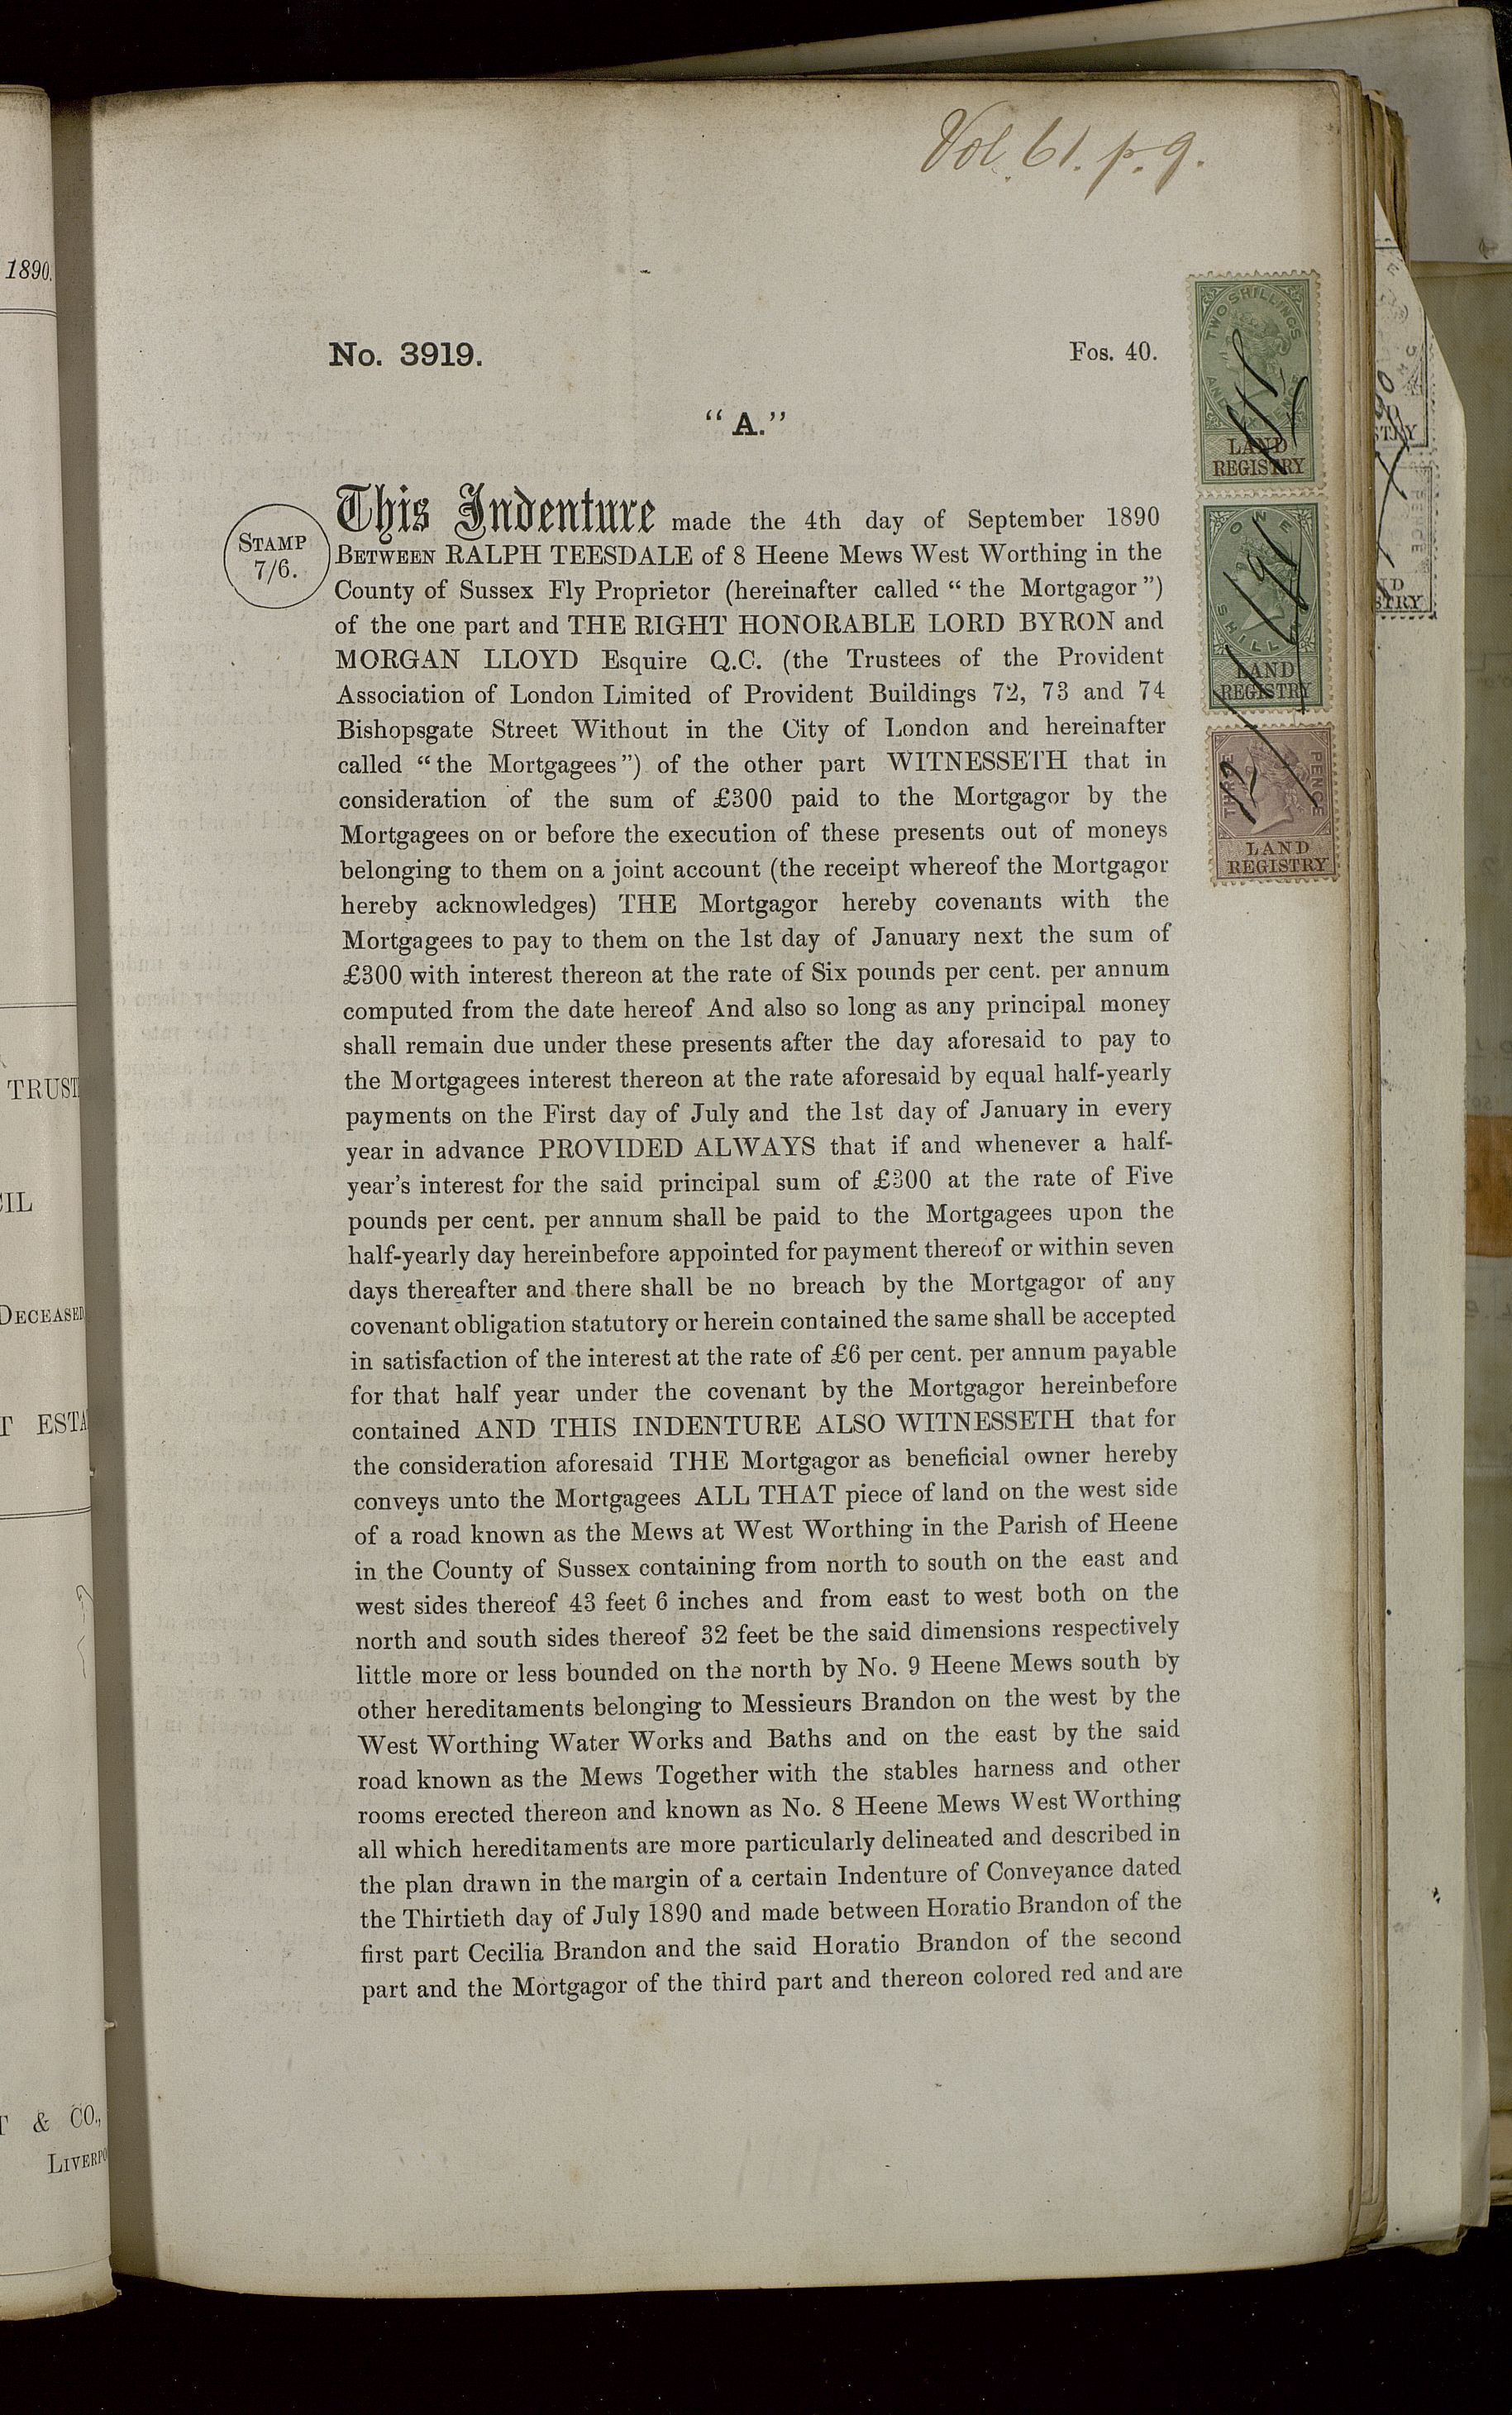 Vol. 61. p. 9.
1890.
No. 3919.
Fos. 40.
"A."
STAMP
7/6.
This Indenture made the 4th day of September 1890
BETWEEN RALPH TEESDALE of 8 Heene Mews West Worthing in the
County of Sussex Fly Proprietor (hereinafter called "the Mortgagor")
of the one part and THE RIGHT HONORABLE LORD BYRON and
MORGAN LLOYD Esquire Q.C. (the Trustees of the Provident
Association of London Limited of Provident Buildings 72, 73 and 74
Bishopsgate Street Without in the City of London and hereinafter
called "the Mortgagees") of the other part WITNESSETH that in
consideration of the sum of £300 paid to the Mortgagor by the
Mortgagees on or before the execution of these presents out of moneys
belonging to them on a joint account (the receipt whereof the Mortgagor
hereby acknowledges) THE Mortgagor hereby covenants with the
Mortgagees to pay to them on the 1st day of January next the sum of
£300 with interest thereon at the rate of Six pounds per cent. per annum
computed from the date hereof And also so long as any principal money
shall remain due under these presents after the day aforesaid to pay to
the Mortgagees interest thereon at the rate aforesaid by equal half-yearly
payments on the First day of July and the 1st day of January in every
year in advance PROVIDED ALWAYS that if and whenever a half-
year's interest for the said principal sum of £300 at the rate of Five
pounds per cent. per annum shall be paid to the Mortgagees upon the
half-yearly day hereinbefore appointed for payment thereof or within seven
days thereafter and there shall be no breach by the Mortgagor of any
covenant obligation statutory or herein contained the same shall be accepted
in satisfaction of the interest at the rate of £6 per cent. per annum payable
for that half year under the covenant by the Mortgagor hereinbefore
contained AND THIS INDENTURE ALSO WITNESSETH that for
the consideration aforesaid THE Mortgagor as beneficial owner hereby
conveys unto the Mortgagees ALL THAT piece of land on the west side
of a road known as the Mews at West Worthing in the Parish of Heene
in the County of Sussex containing from north to south on the east and
west sides thereof 43 feet 6 inches and from east to west both on the
north and south sides thereof 32 feet be the said dimensions respectively
little more or less bounded on the north by No. 9 Heene Mews south by
other hereditaments belonging to Messieurs Brandon on the west by the
West Worthing Water Works and Baths and on the east by the said
road known as the Mews Together with the stables harness and other
rooms erected thereon and known as No. 8 Heene Mews West Worthing
all which hereditaments are more particularly delineated and described in
the plan drawn in the margin of a certain Indenture of Conveyance dated
the Thirtieth day of July 1890 and made between Horatio Brandon of the
first part Cecilia Brandon and the said Horatio Brandon of the second
part and the Mortgagor of the third part and thereon colored red and are
TWO SHILLINGS
AND SIXPENCE
LAND
REGISTRY
ONE
SHILLING
LAND
REGISTRY
THREE PENCE
LAND
REGISTRY
TRUST
DECEASED
& CO.,